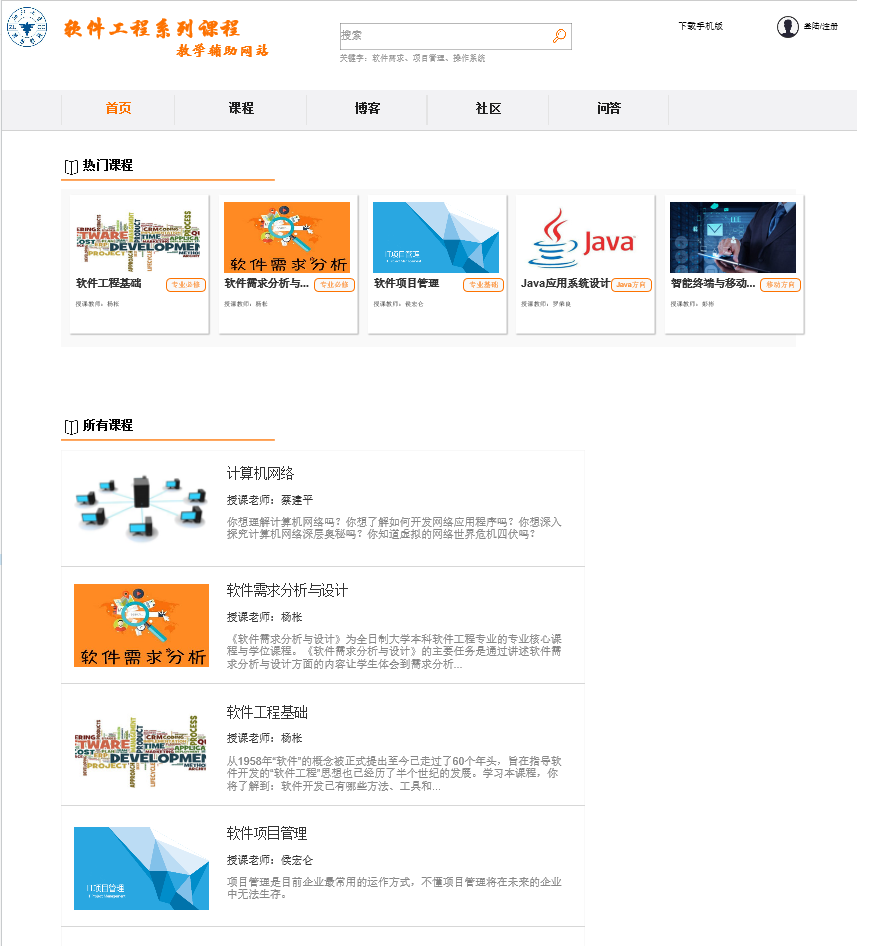 软件工程系列课程
教学辅助网站
搜索
关键字：软件需求、项目管理、操作系统
下载手机版
登陆/注册
首页
课程
博客
社区
问答
热门课程
软件需求分析
IT项目管理
Java
软件工程基础
专业必修
软件需求分析与...
专业必修
软件项目管理
专业基础
Java应用系统设计
Java方向
智能终端与移动...
移动方向
授课教师：杨枨
授课教师：杨枨
授课教师：侯宏仑
授课教师：罗荣良
授课教师：彭彬
所有课程
计算机网络
授课老师：蔡建平
你想理解计算机网络吗？你想了解如何开发网络应用程序吗？你想深入
探究计算机网络深层奥秘吗？你知道虚拟的网络世界危机四伏吗？
软件需求分析
软件需求分析与设计
授课老师：杨枨
《软件需求分析与设计》为全日制大学本科软件工程专业的专业核心课
程与学位课程。《软件需求分析与设计》的主要任务是通过讲述软件需
求分析与设计方面的内容让学生体会到需求分析...
软件工程基础
授课老师：杨枨
从1958年“软件”的概念被正式提出至今已走过了60个年头，旨在指导软
件开发的“软件工程”思想也已经历了半个世纪的发展。学习本课程，你
将了解到：软件开发已有哪些方法、工具和...
IT项目管理
软件项目管理
授课老师：侯宏仑
项目管理是目前企业最常用的运作方式，不懂项目管理将在未来的企业
中无法生存。